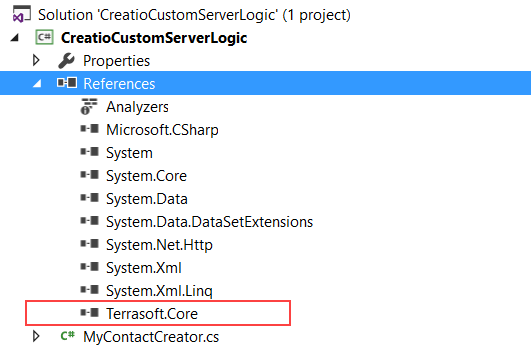 Solution 'CreatioCustomServerLogic' (1 project)
C# CreatioCustomServerLogic
Properties
References
Analyzers
Microsoft.CSharp
System
System.Core
System.Data
System.Data.DataSetExtensions
System.Net.Http
System.Xml
System.Xml.Linq
Terrasoft.Core
C# MyContactCreator.cs